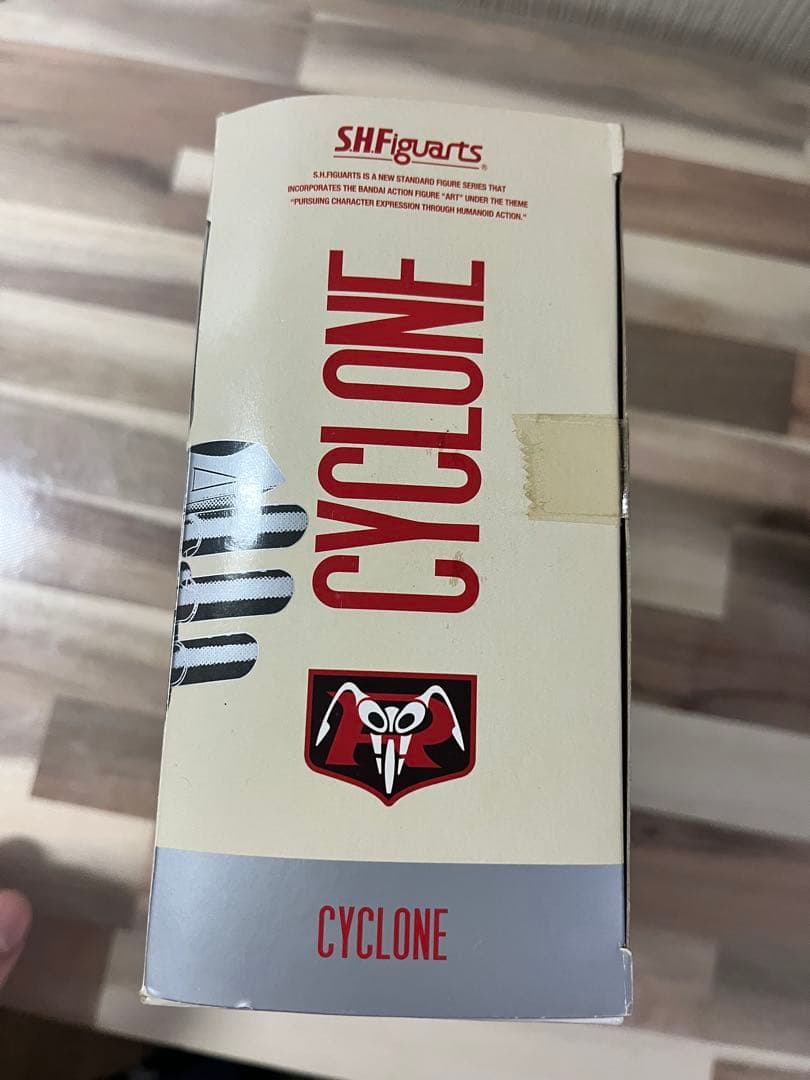 S.H.Figuarts®
S.H.FIGUARTS IS A NEW STANDARD FIGURE SERIES THAT
INCORPORATES THE BANDAI ACTION FIGURE "ART" UNDER THE THEME
"PURSUING CHARACTER EXPRESSION THROUGH HUMANOID ACTION."
CYCLONE
R
CYCLONE